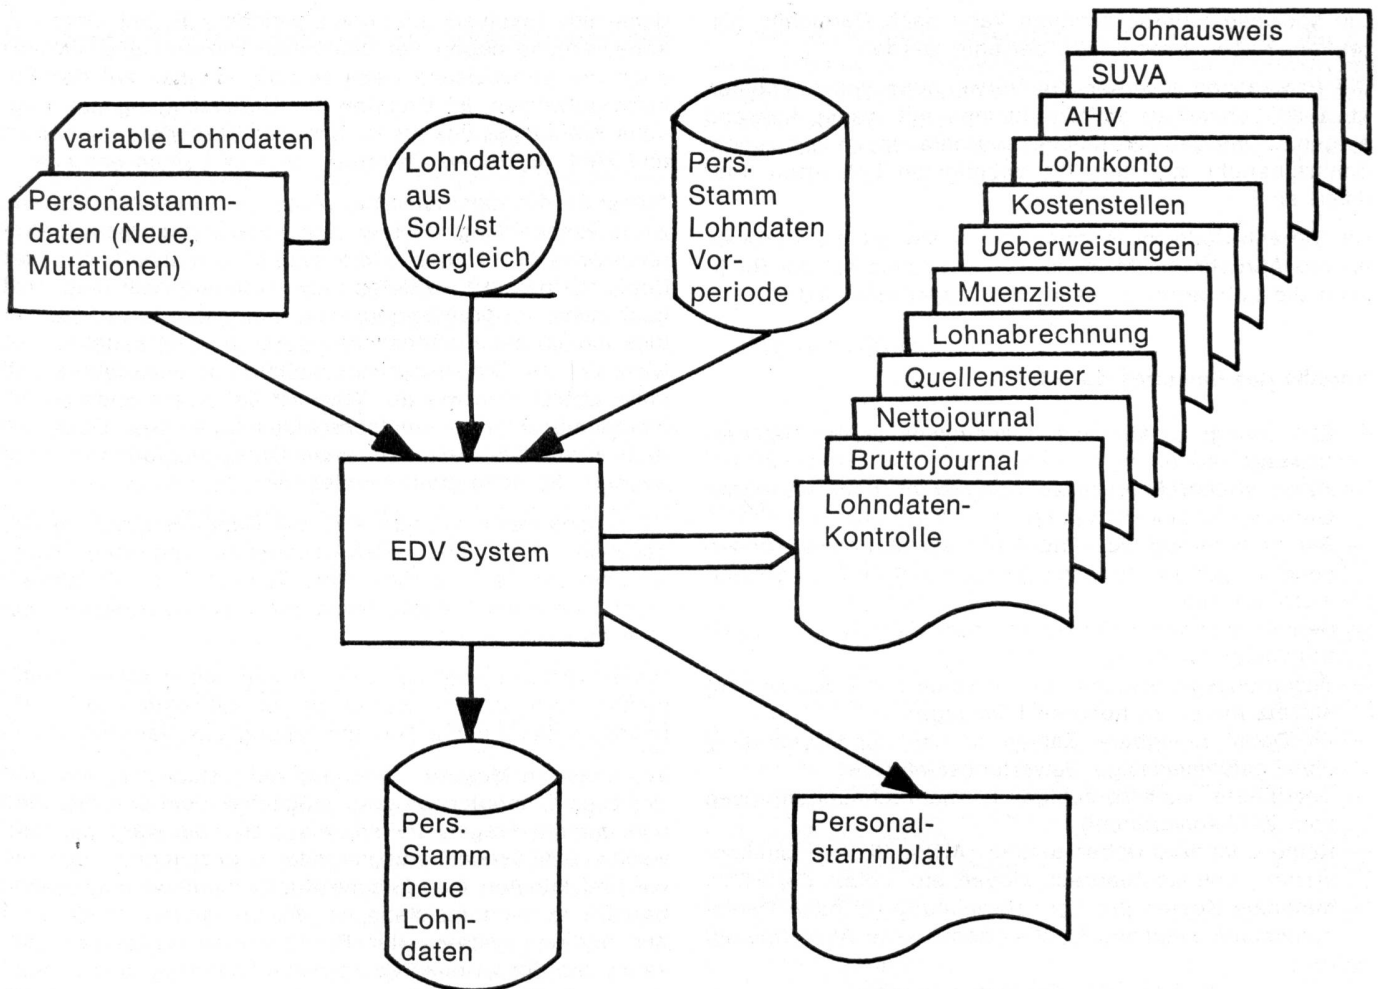 variable Lohndaten
Personalstamm-
daten (Neue,
Mutationen)
Lohndaten
aus
Soll/Ist
Vergleich
Pers.
Stamm
Lohndaten
Vor-
periode
Lohnausweis
SUVA
AHV
Lohnkonto
Kostenstellen
Ueberweisungen
Muenzliste
Lohnabrechnung
Quellensteuer
Nettojournal
Bruttojournal
Lohndaten-
Kontrolle
EDV System
Pers.
Stamm
neue
Lohn-
daten
Personal-
stammblatt